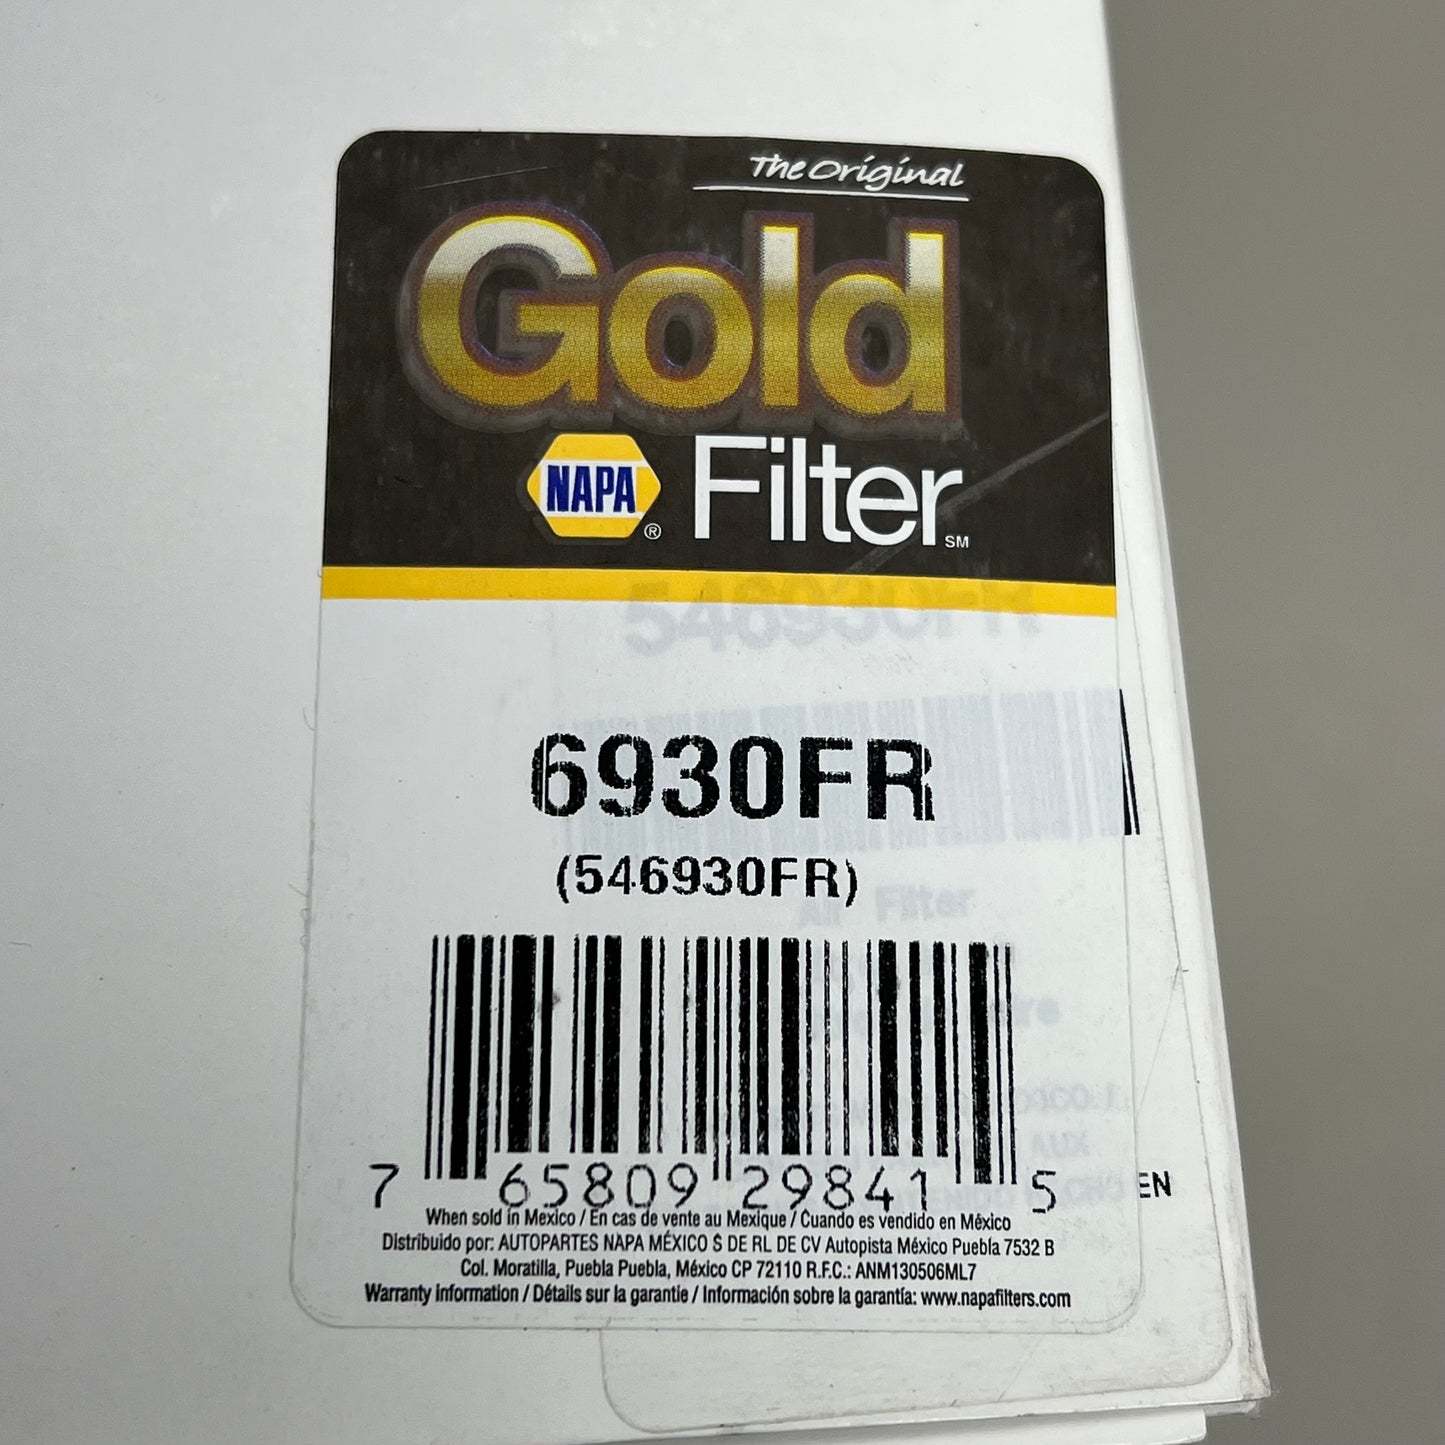 The Original
Gold
NAPA® Filter SM
546930FR
6930FR
(546930FR)
Air Filter
7 65809 29841 5
EN
When sold in Mexico / En cas de vente au Mexique / Cuando es vendido en México
Distribuido por: AUTOPARTES NAPA MÉXICO S DE RL DE CV Autopista México Puebla 7532 B
Col. Moratilla, Puebla Puebla, México CP 72110 R.F.C.: ANM130506ML7
Warranty information / Détails sur la garantie / Información sobre la garantía: www.napafilters.com